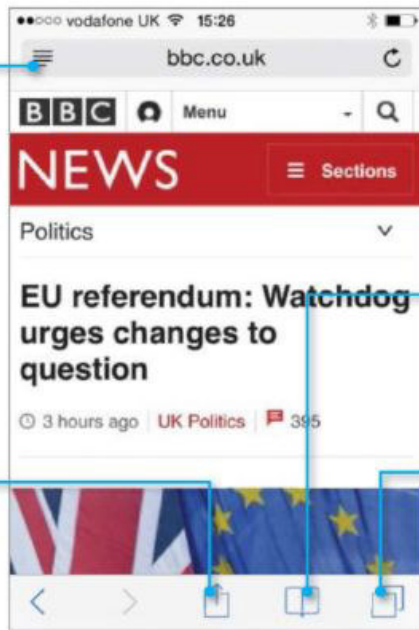 vodafone UK 15:26
bbc.co.uk
BBC Menu
NEWS Sections
Politics
EU referendum: Watchdog
urges changes to
question
3 hours ago UK Politics 395